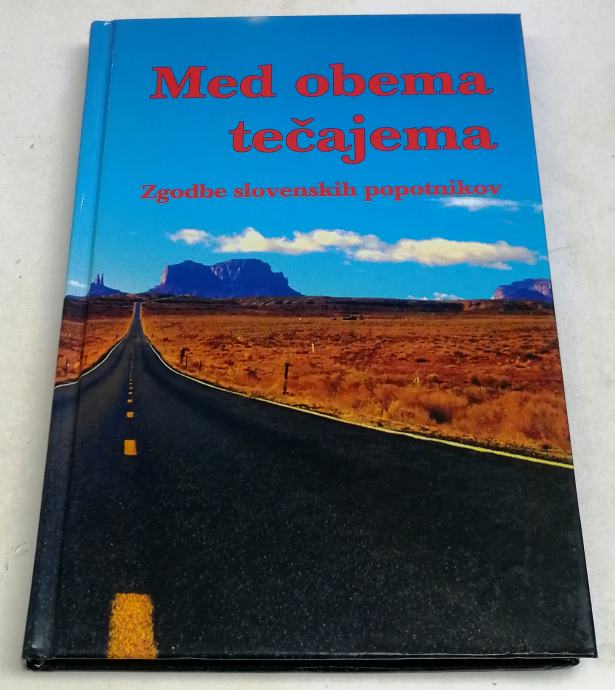 Med obema
tečajema
Zgodbe slovenskih popotnikov